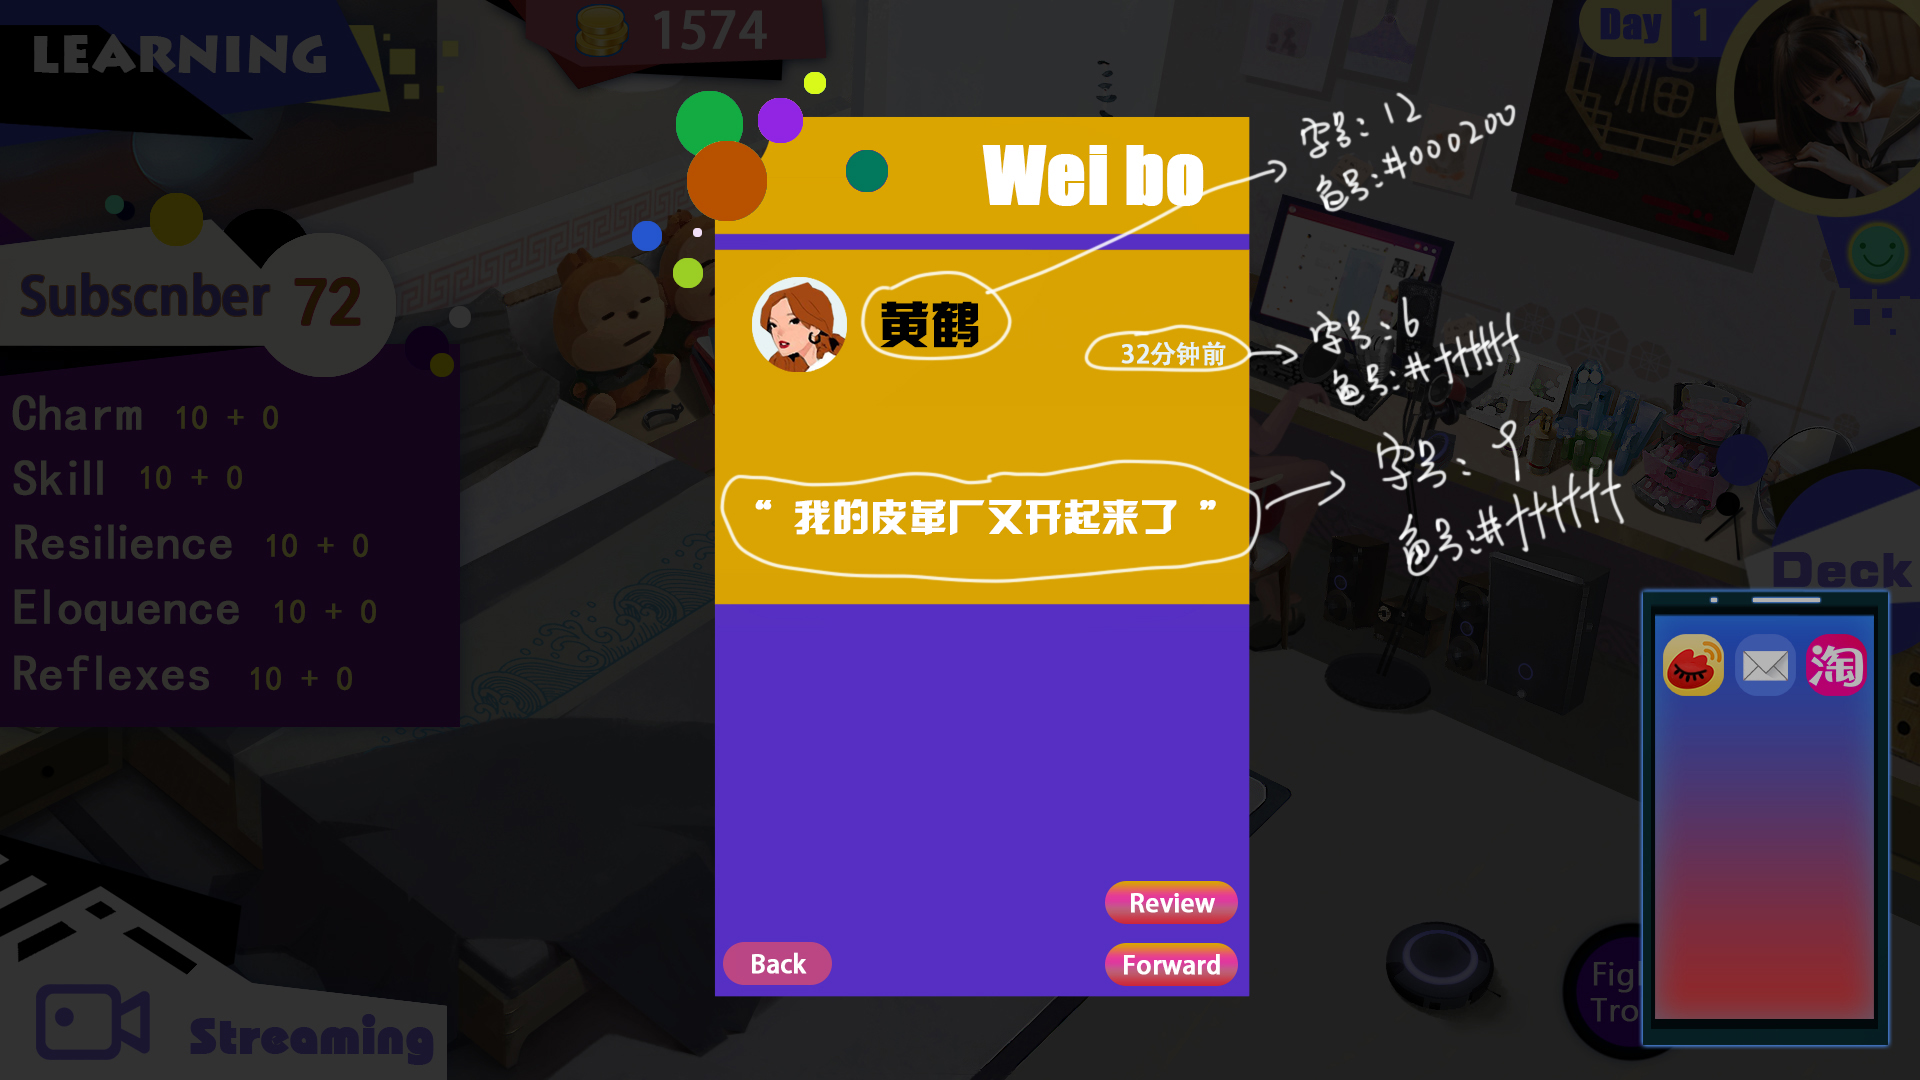 LEARNING
1574
Day 1
Wei bo
字号: 12
色号: #000200
Subscnber 72
黄鹤
32分钟前
字号: 6
色号: #ffffff
Charm 10 + 0
Skill 10 + 0
Resilience 10 + 0
Eloquence 10 + 0
Reflexes 10 + 0
“ 我的皮革厂又开起来了 ”
字号: 9
色号: #ffffff
Deck
淘
Review
Back
Forward
Streaming